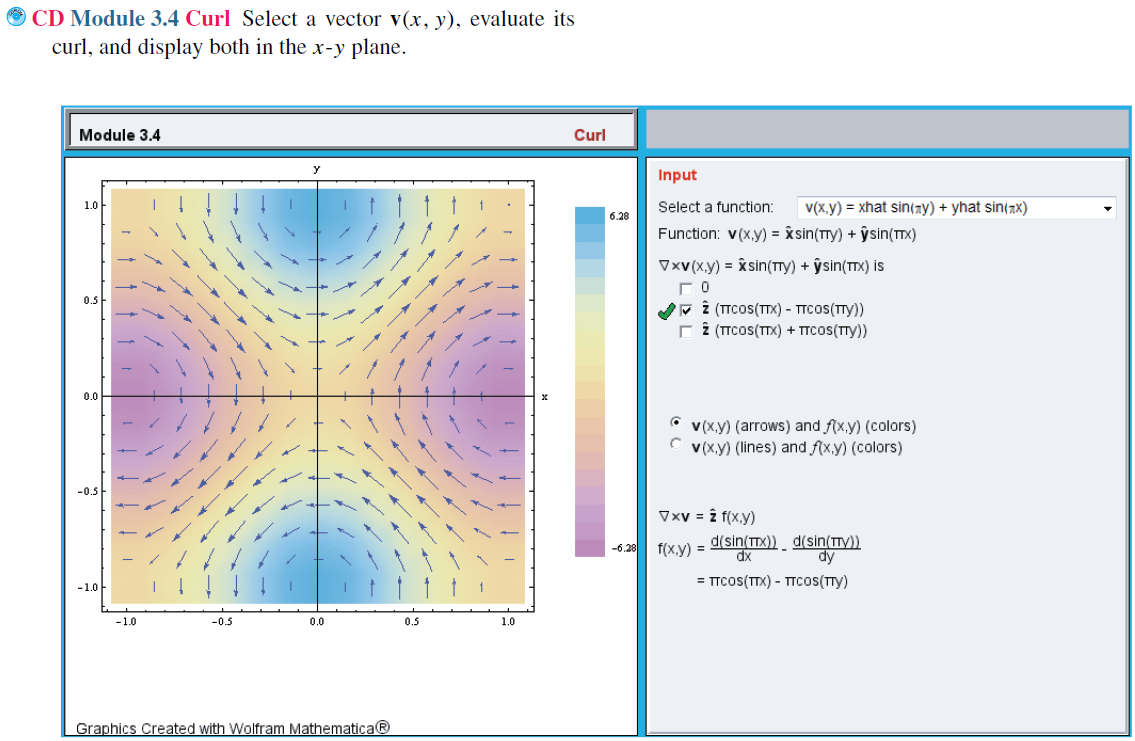 CD Module 3.4 Curl Select a vector v(x, y), evaluate its
curl, and display both in the x-y plane.
Module 3.4 Curl
y
1.0
0.5
0.0
-0.5
-1.0
x
-1.0 -0.5 0.0 0.5 1.0
6.28
-6.28
Graphics Created with Wolfram Mathematica®
Input
Select a function: v(x,y) = xhat sin(πy) + yhat sin(πx)
Function: v(x,y) = x̂sin(πy) + ŷsin(πx)
∇×v(x,y) = x̂sin(πy) + ŷsin(πx) is
0
ẑ (πcos(πx) - πcos(πy))
ẑ (πcos(πx) + πcos(πy))
v(x,y) (arrows) and f(x,y) (colors)
v(x,y) (lines) and f(x,y) (colors)
∇×v = ẑ f(x,y)
f(x,y) = d(sin(πx))/dx - d(sin(πy))/dy
= πcos(πx) - πcos(πy)